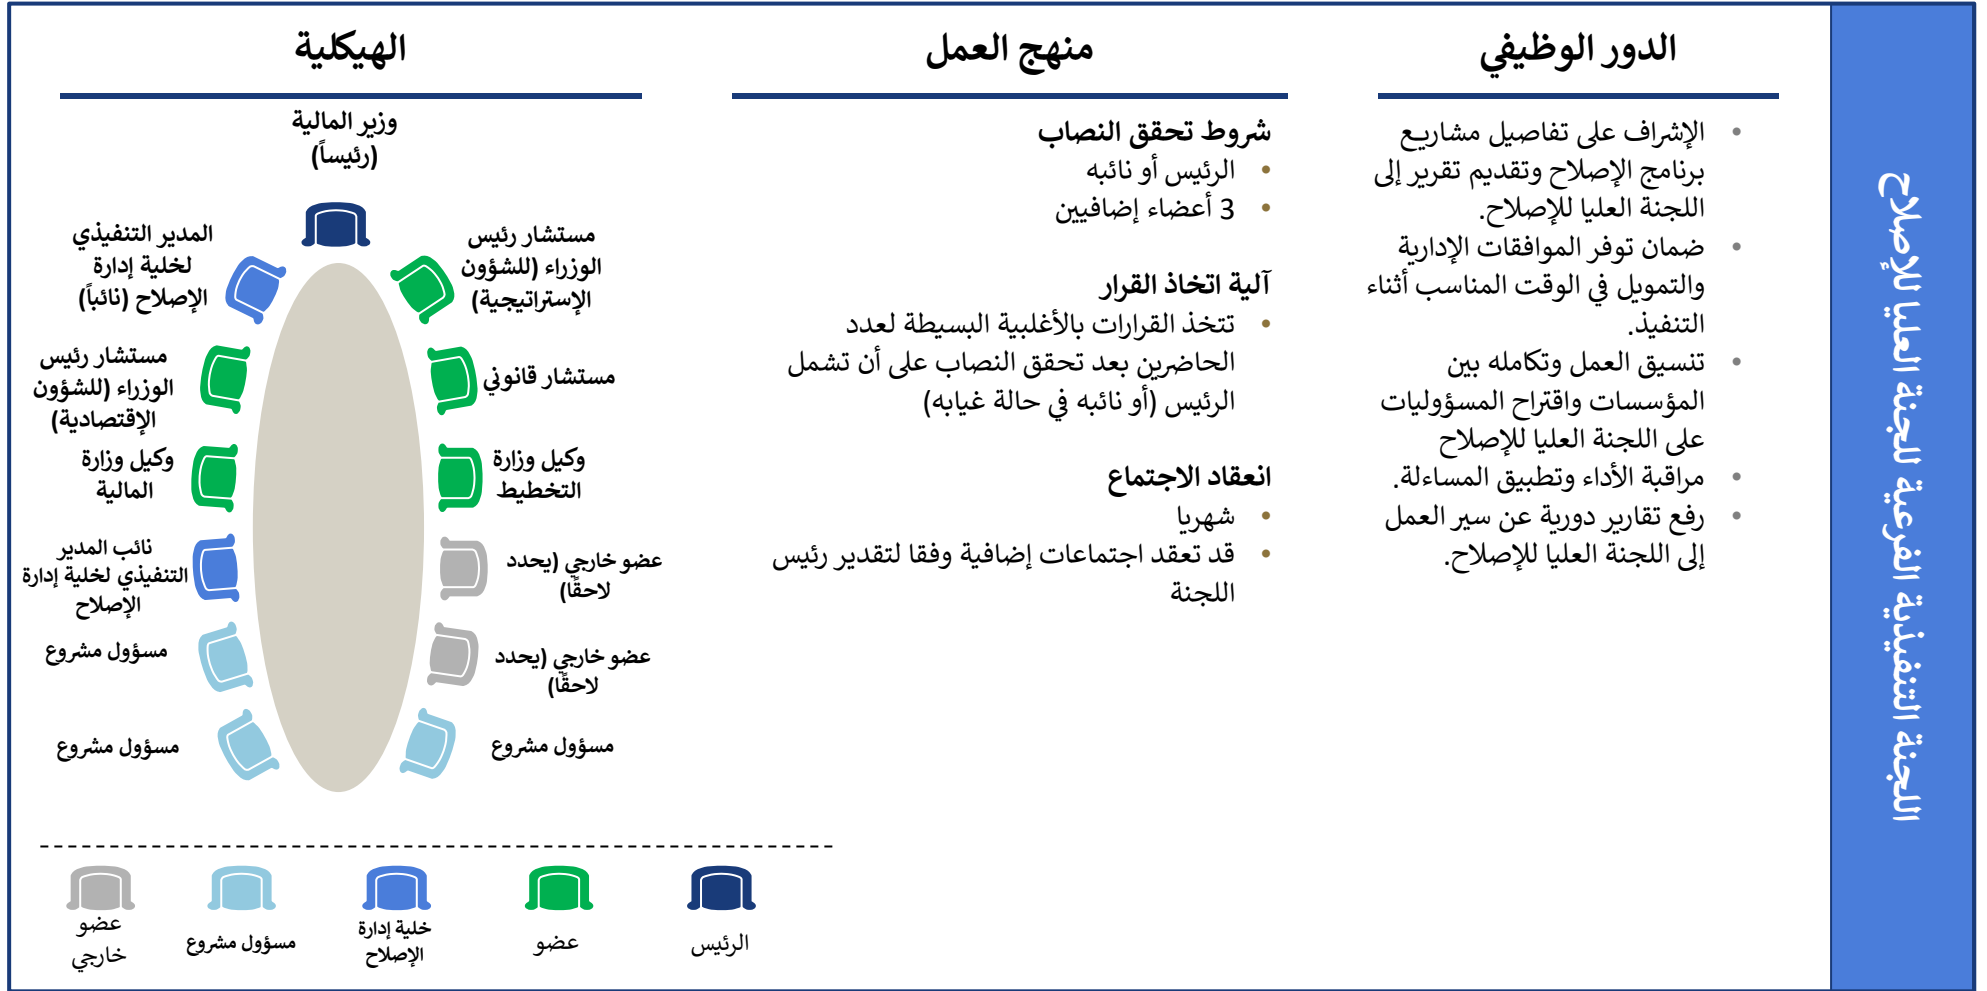 اللجنة التنفيذية الفرعية للجنة العليا للإصلاح
الدور الوظيفي
• الإشراف على تفاصيل مشاريع
برنامج الإصلاح وتقديم تقرير إلى
اللجنة العليا للإصلاح.
• ضمان توفر الموافقات الإدارية
والتمويل في الوقت المناسب أثناء
التنفيذ.
• تنسيق العمل وتكامله بين
المؤسسات واقتراح المسؤوليات
على اللجنة العليا للإصلاح
• مراقبة الأداء وتطبيق المساءلة.
• رفع تقارير دورية عن سير العمل
إلى اللجنة العليا للإصلاح.
منهج العمل
شروط تحقق النصاب
• الرئيس أو نائبه
• 3 أعضاء إضافيين
آلية اتخاذ القرار
• تتخذ القرارات بالأغلبية البسيطة لعدد
الحاضرين بعد تحقق النصاب على أن تشمل
الرئيس (أو نائبه في حالة غيابه)
انعقاد الاجتماع
• شهريا
• قد تعقد اجتماعات إضافية وفقا لتقدير رئيس
اللجنة
الهيكلية
وزير المالية
(رئيساً)
مستشار رئيس
الوزراء (للشؤون
الإستراتيجية)
مستشار قانوني
وكيل وزارة
التخطيط
عضو خارجي (يحدد
لاحقًا)
عضو خارجي (يحدد
لاحقًا)
مسؤول مشروع
المدير التنفيذي
لخلية إدارة
الإصلاح (نائباً)
مستشار رئيس
الوزراء (للشؤون
الإقتصادية)
وكيل وزارة
المالية
نائب المدير
التنفيذي لخلية إدارة
الإصلاح
مسؤول مشروع
مسؤول مشروع
الرئيس
عضو
خلية إدارة
الإصلاح
مسؤول مشروع
عضو
خارجي